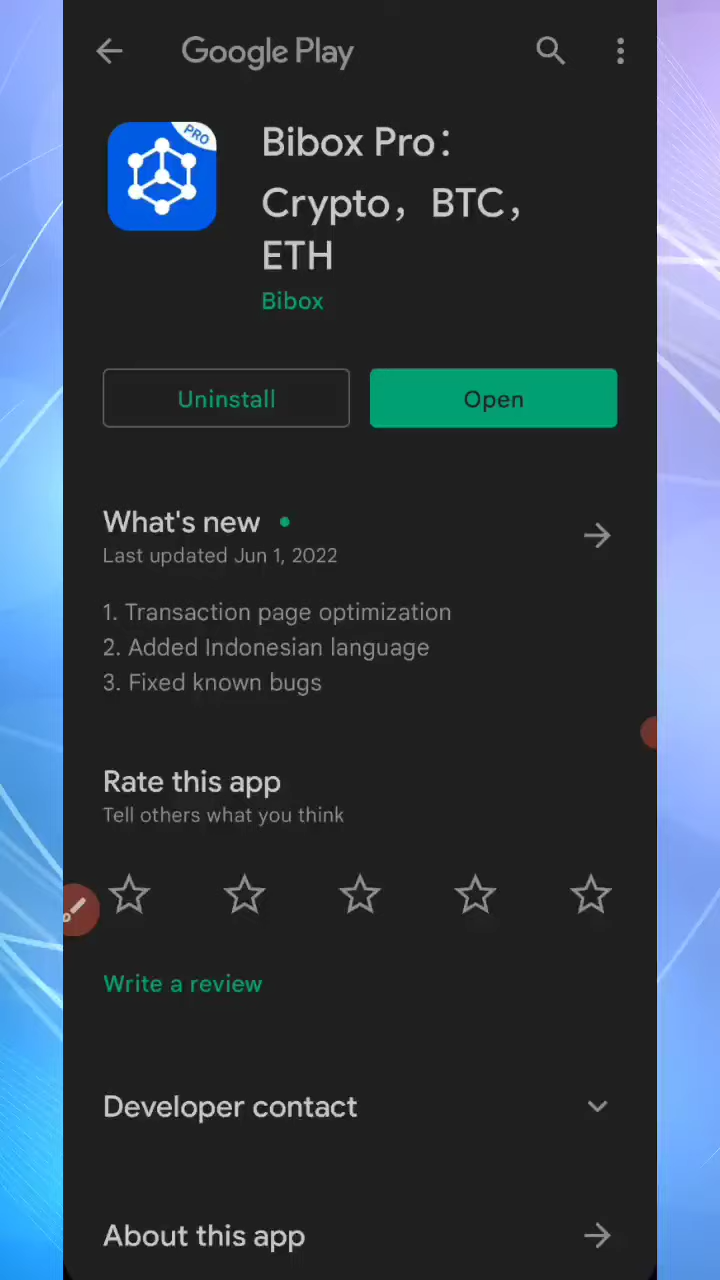 Google Play
PRO
Bibox Pro：
Crypto，BTC，
ETH
Bibox
Uninstall
Open
What's new
Last updated Jun 1, 2022
1. Transaction page optimization
2. Added Indonesian language
3. Fixed known bugs
Rate this app
Tell others what you think
Write a review
Developer contact
About this app